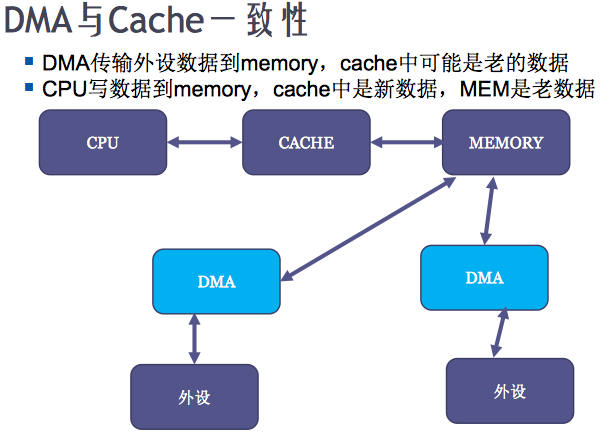 DMA与Cache一致性
DMA传输外设数据到memory，cache中可能是老的数据
CPU写数据到memory，cache中是新数据，MEM是老数据
CPU
CACHE
MEMORY
DMA
DMA
外设
外设